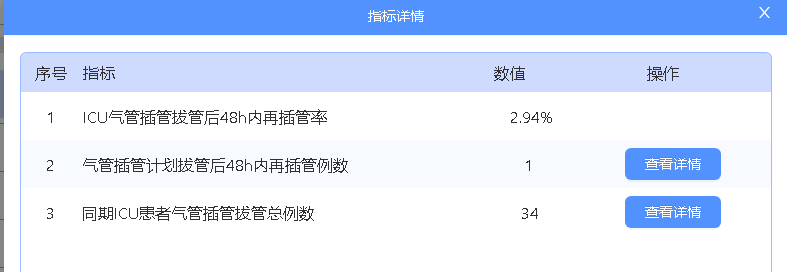 指标详情 X
序号 指标 数值 操作
1 ICU气管插管拔管后48h内再插管率 2.94%
2 气管插管计划拔管后48h内再插管例数 1 查看详情
3 同期ICU患者气管插管拔管总例数 34 查看详情